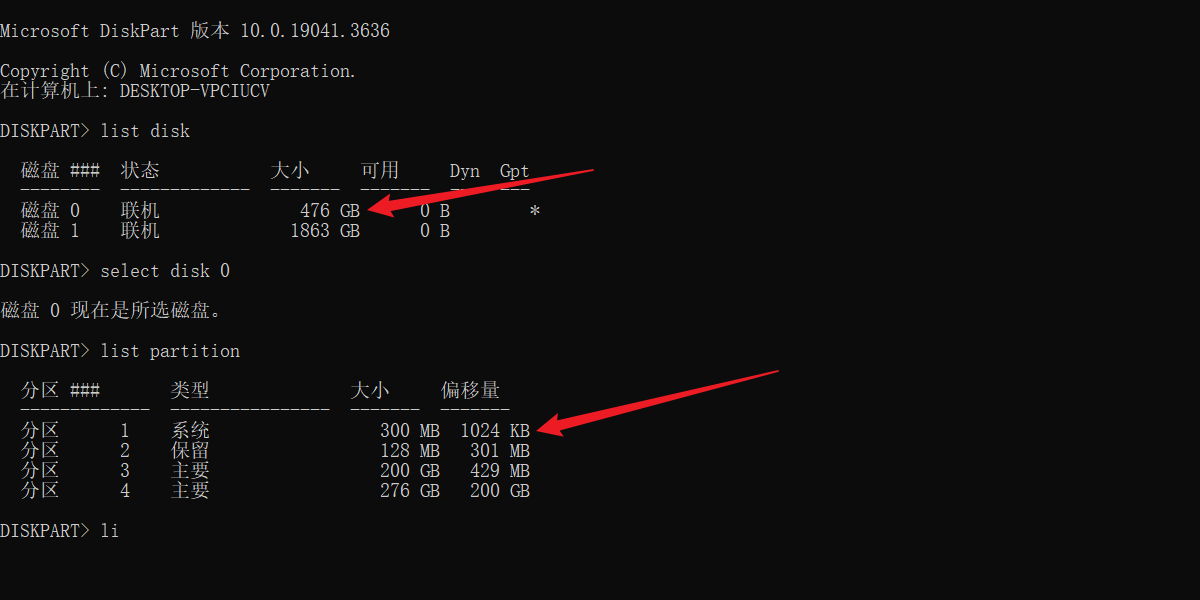 Microsoft DiskPart 版本 10.0.19041.3636
Copyright (C) Microsoft Corporation.
在计算机上: DESKTOP-VPCIUCV
DISKPART> list disk
磁盘 ### 状态 大小 可用 Dyn Gpt
-------- ------------- ------- ------- --- ---
磁盘 0 联机 476 GB 0 B *
磁盘 1 联机 1863 GB 0 B
DISKPART> select disk 0
磁盘 0 现在是所选磁盘。
DISKPART> list partition
分区 ### 类型 大小 偏移量
------------- ---------------- ------- -------
分区 1 系统 300 MB 1024 KB
分区 2 保留 128 MB 301 MB
分区 3 主要 200 GB 429 MB
分区 4 主要 276 GB 200 GB
DISKPART> li